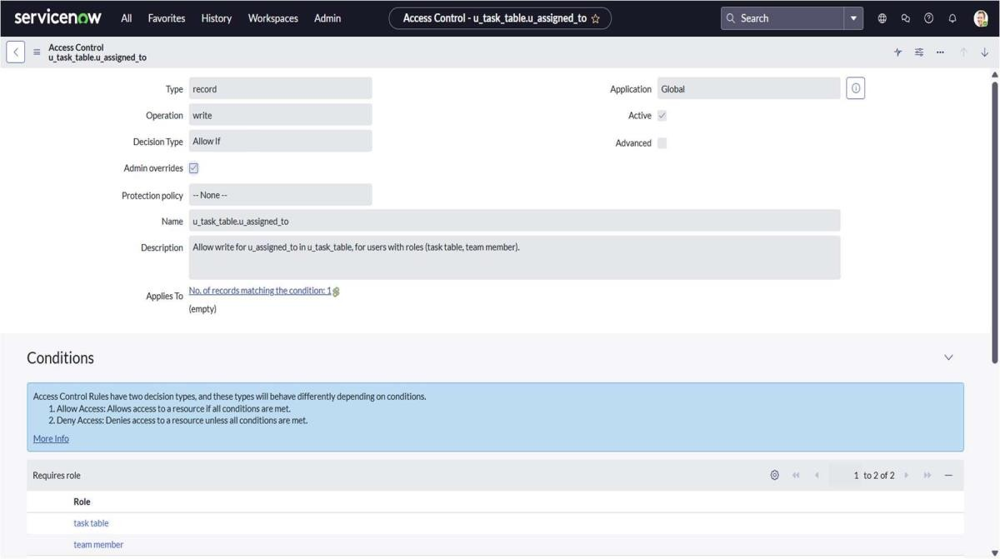 servicenow All Favorites History Workspaces Admin Access Control - u_task_table.u_assigned_to Search
Access Control
u_task_table.u_assigned_to
Type record Application Global
Operation write Active
Decision Type Allow If Advanced
Admin overrides
Protection policy -- None --
Name u_task_table.u_assigned_to
Description Allow write for u_assigned_to in u_task_table, for users with roles (task table, team member).
Applies To No. of records matching the condition: 1
(empty)
Conditions
Access Control Rules have two decision types, and these types will behave differently depending on conditions.
1. Allow Access: Allows access to a resource if all conditions are met.
2. Deny Access: Denies access to a resource unless all conditions are met.
More Info
Requires role 1 to 2 of 2
Role
task table
team member